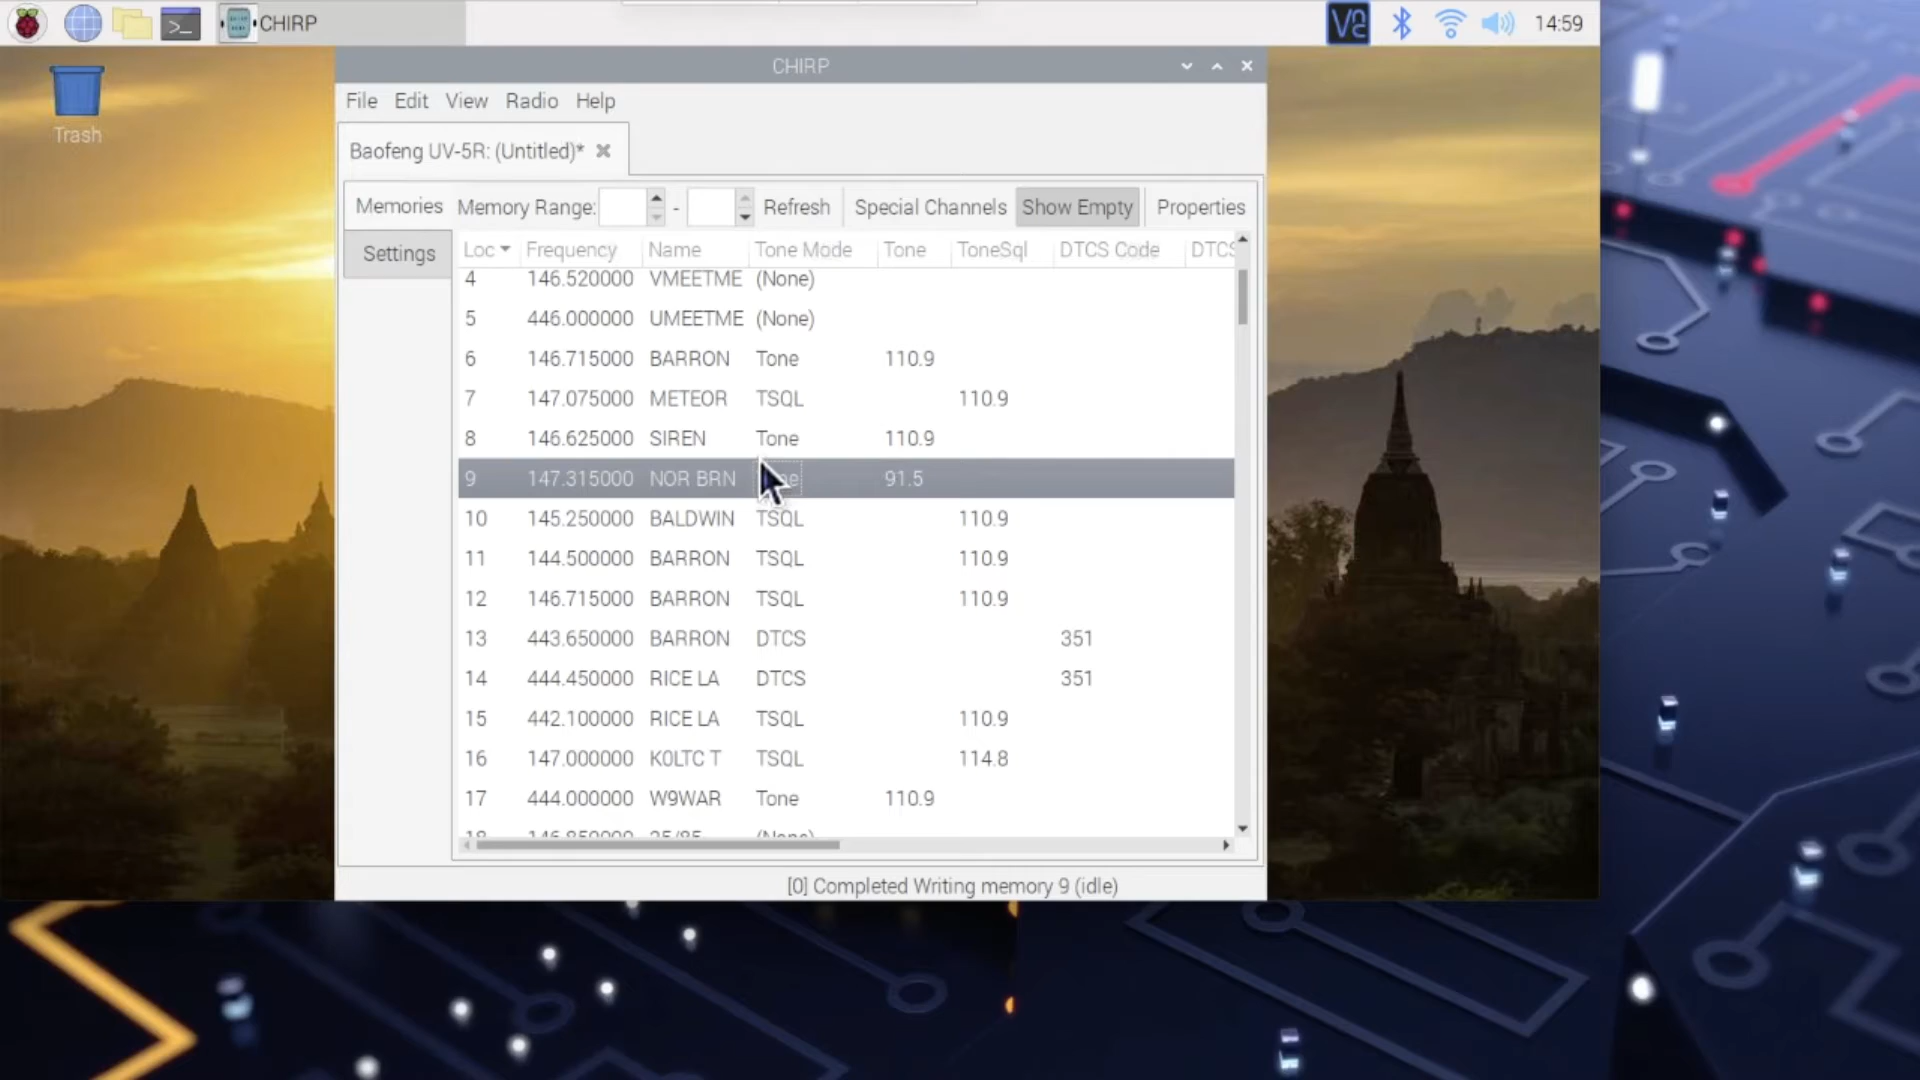 CHIRP
14:59
Trash
CHIRP
File Edit View Radio Help
Baofeng UV-5R: (Untitled)*
Memories Memory Range: - Refresh Special Channels Show Empty Properties
Settings
Loc Frequency Name Tone Mode Tone ToneSql DTCS Code DTCS
4 146.520000 VMEETME (None)
5 446.000000 UMEETME (None)
6 146.715000 BARRON Tone 110.9
7 147.075000 METEOR TSQL 110.9
8 146.625000 SIREN Tone 110.9
9 147.315000 NOR BRN 91.5
10 145.250000 BALDWIN TSQL 110.9
11 144.500000 BARRON TSQL 110.9
12 146.715000 BARRON TSQL 110.9
13 443.650000 BARRON DTCS 351
14 444.450000 RICE LA DTCS 351
15 442.100000 RICE LA TSQL 110.9
16 147.000000 K0LTC T TSQL 114.8
17 444.000000 W9WAR Tone 110.9
18 146.850000 25/85 (None)
[0] Completed Writing memory 9 (idle)